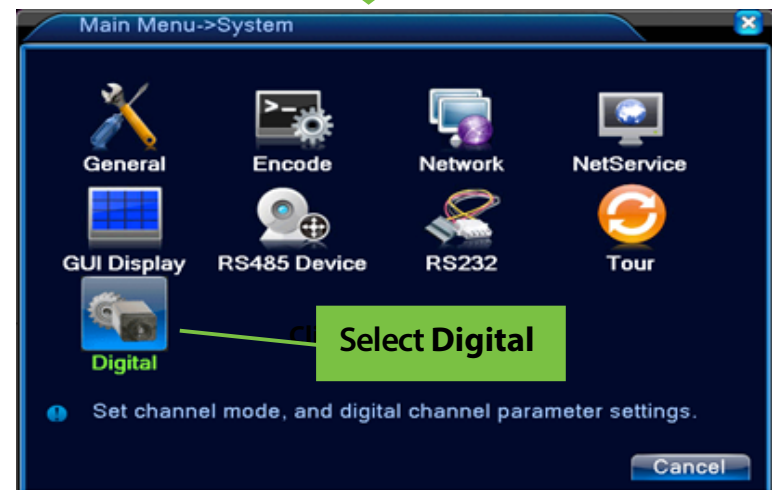 Main Menu->System
General Encode Network NetService
GUI Display RS485 Device RS232 Tour
Digital
Select Digital
Set channel mode, and digital channel parameter settings.
Cancel